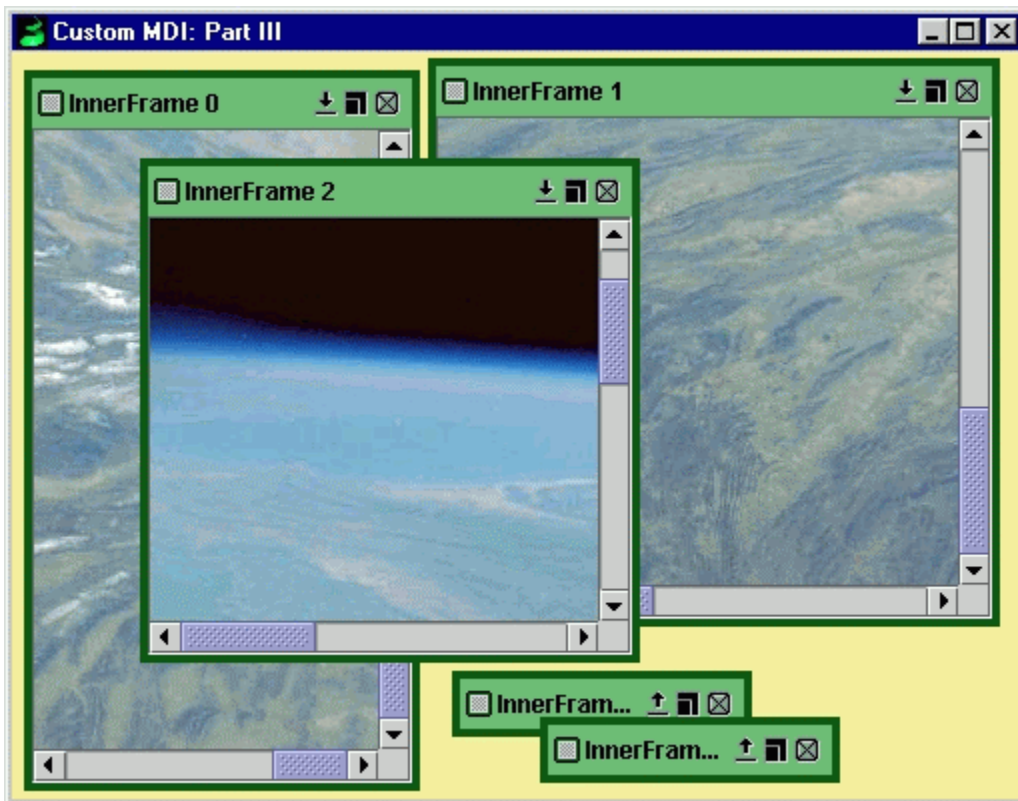 Custom MDI: Part III
InnerFrame 0
InnerFrame 1
InnerFrame 2
InnerFram...
InnerFram...